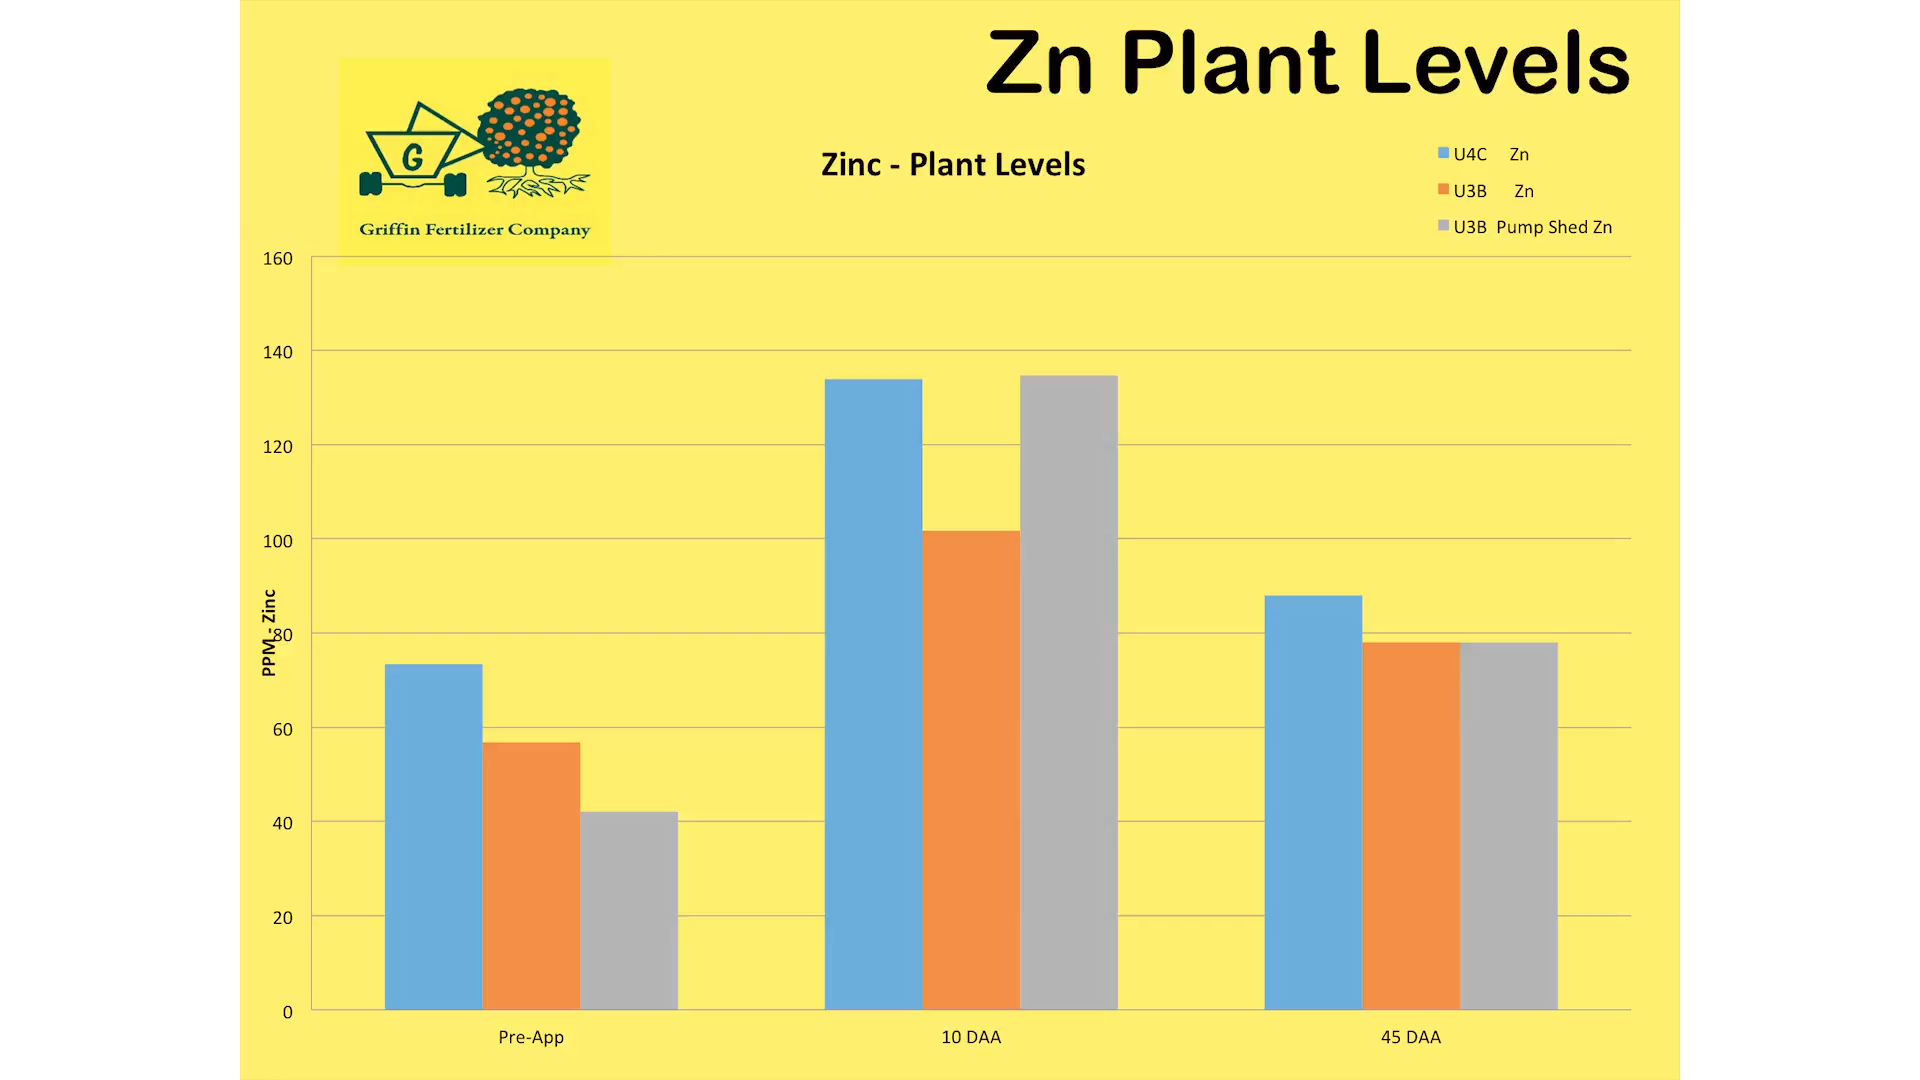 Zn Plant Levels
G
Griffin Fertilizer Company
Zinc - Plant Levels
U4C Zn
U3B Zn
U3B Pump Shed Zn
PPM - Zinc
160
140
120
100
80
60
40
20
0
Pre-App
10 DAA
45 DAA